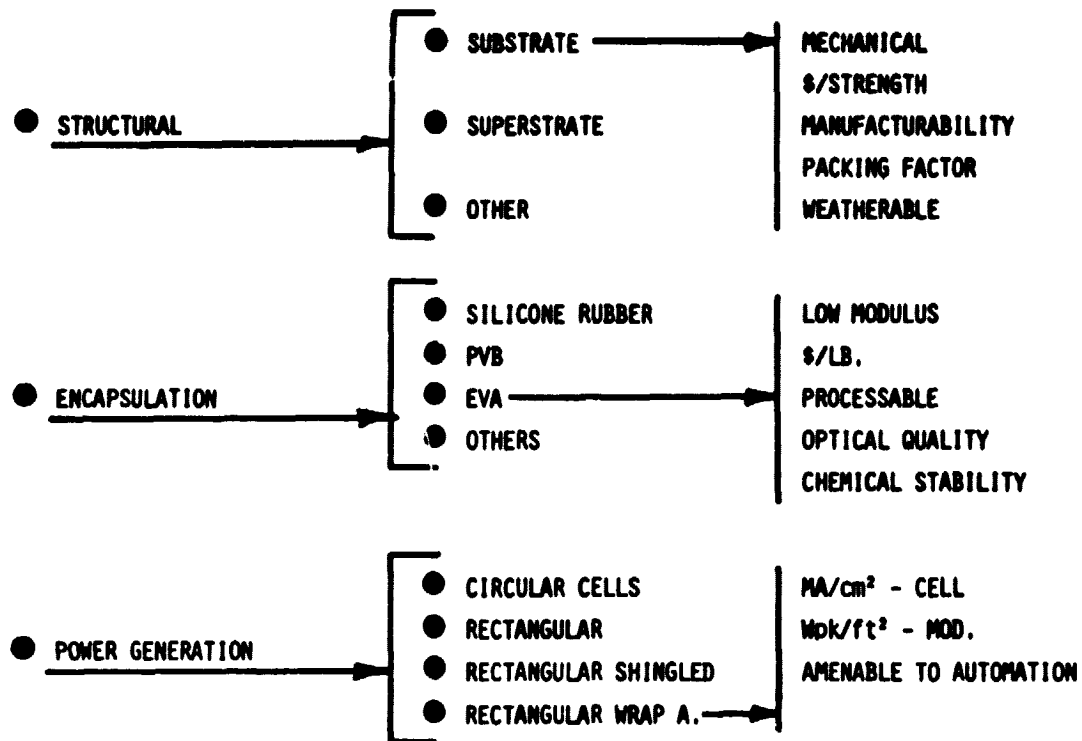 ● STRUCTURAL
● SUBSTRATE
● SUPERSTRATE
● OTHER
MECHANICAL
$/STRENGTH
MANUFACTURABILITY
PACKING FACTOR
WEATHERABLE
● ENCAPSULATION
● SILICONE RUBBER
● PVB
● EVA
● OTHERS
LOW MODULUS
$/LB.
PROCESSABLE
OPTICAL QUALITY
CHEMICAL STABILITY
● POWER GENERATION
● CIRCULAR CELLS
● RECTANGULAR
● RECTANGULAR SHINGLED
● RECTANGULAR WRAP A.
MA/cm² - CELL
Wpk/ft² - MOD.
AMENABLE TO AUTOMATION